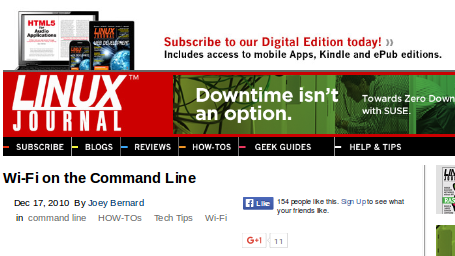 HTML5
for
Audio
Applications
Subscribe to our Digital Edition today! »
Includes access to mobile Apps, Kindle and ePub editions.
LINUX™
JOURNAL
Downtime isn't
an option.
Towards Zero Down
with SUSE.
SUBSCRIBE BLOGS REVIEWS HOW-TOS GEEK GUIDES HELP & TIPS
Wi-Fi on the Command Line
Dec 17, 2010 By Joey Bernard
in command line HOW-TOs Tech Tips Wi-Fi
Like 154 people like this. Sign Up to see what
your friends like.
G+1 11